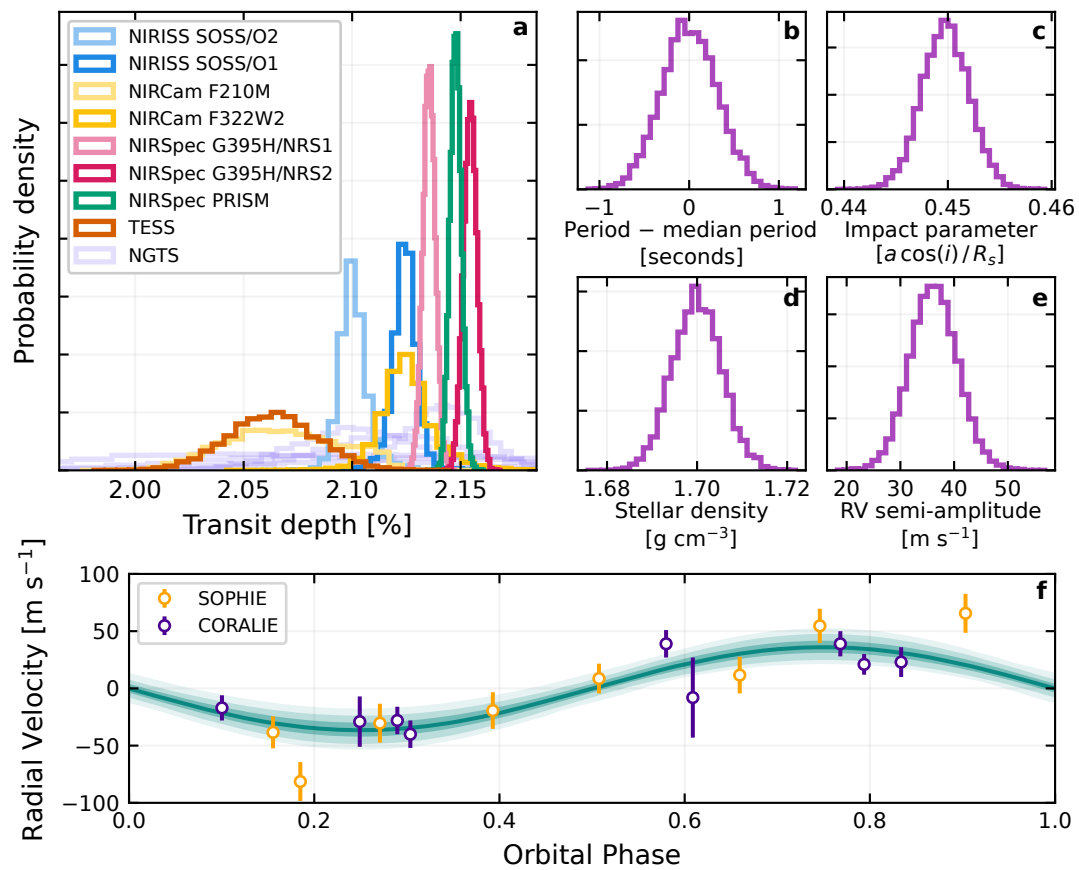 a
NIRISS SOSS/O2
NIRISS SOSS/O1
NIRCam F210M
NIRCam F322W2
NIRSpec G395H/NRS1
NIRSpec G395H/NRS2
NIRSpec PRISM
TESS
NGTS
Probability density
2.00 2.05 2.10 2.15
Transit depth [%]
b
−1 0 1
Period − median period
[seconds]
c
0.44 0.45 0.46
Impact parameter
[a cos(i) / Rs]
d
1.68 1.70 1.72
Stellar density
[g cm⁻³]
e
20 30 40 50
RV semi-amplitude
[m s⁻¹]
f
SOPHIE
CORALIE
Radial Velocity [m s⁻¹]
100
50
0
−50
−100
0.0 0.2 0.4 0.6 0.8 1.0
Orbital Phase